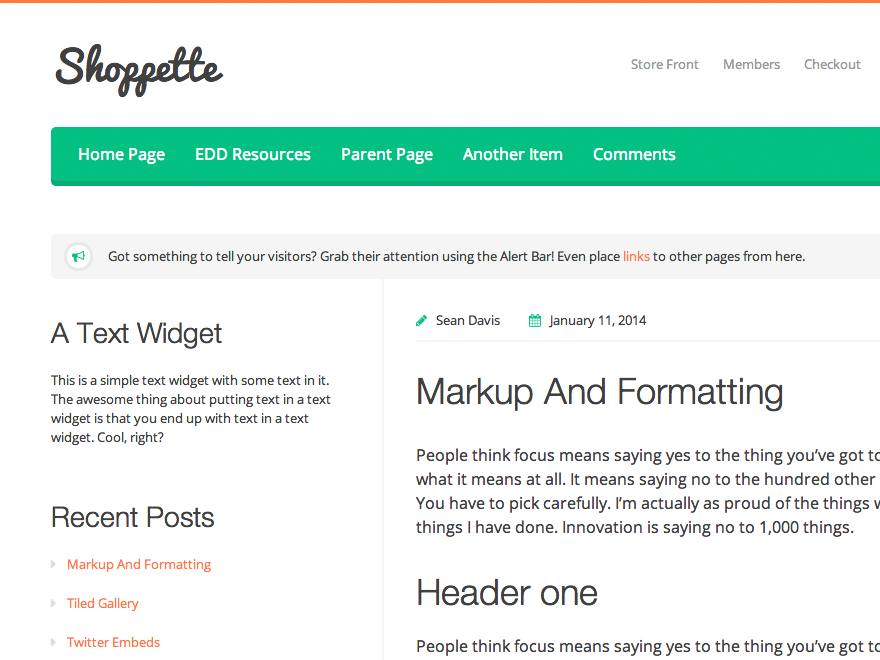 Shoppette
Store Front Members Checkout
Home Page EDD Resources Parent Page Another Item Comments
Got something to tell your visitors? Grab their attention using the Alert Bar! Even place links to other pages from here.
A Text Widget
This is a simple text widget with some text in it.
The awesome thing about putting text in a text
widget is that you end up with text in a text
widget. Cool, right?
Recent Posts
Markup And Formatting
Tiled Gallery
Twitter Embeds
Sean Davis January 11, 2014
Markup And Formatting
People think focus means saying yes to the thing you’ve got to
what it means at all. It means saying no to the hundred other
You have to pick carefully. I’m actually as proud of the things
things I have done. Innovation is saying no to 1,000 things.
Header one
People think focus means saying yes to the thing you’ve got to